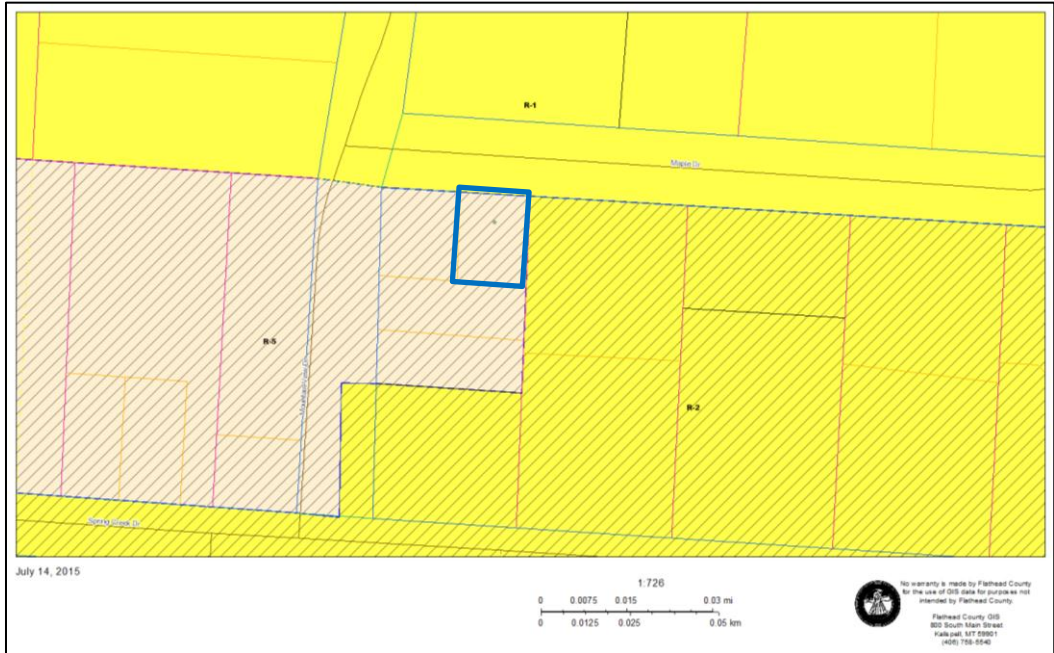 R-1
Maple Dr
R-5
Mountainview Dr
R-2
Spring Creek Dr
July 14, 2015
1:726
0 0.0075 0.015 0.03 mi
0 0.0125 0.025 0.05 km
No warranty is made by Flathead County
for the use of GIS data for purposes not
intended by Flathead County.
Flathead County GIS
800 South Main Street
Kalispell, MT 59901
(406) 758-5540